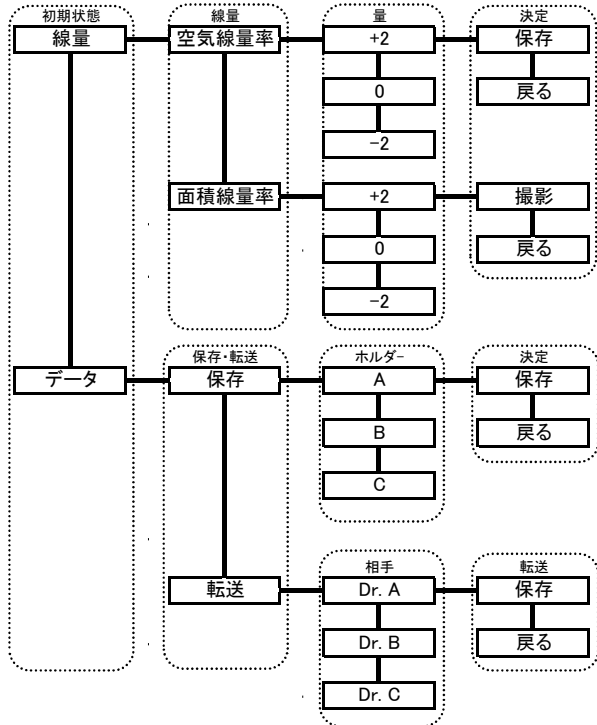 初期状態
線量
量
決定
線量
空気線量率
+2
保存
0
戻る
-2
面積線量率
+2
撮影
0
戻る
-2
保存・転送
ホルダー
決定
データ
保存
A
保存
B
戻る
C
相手
転送
転送
Dr. A
保存
Dr. B
戻る
Dr. C